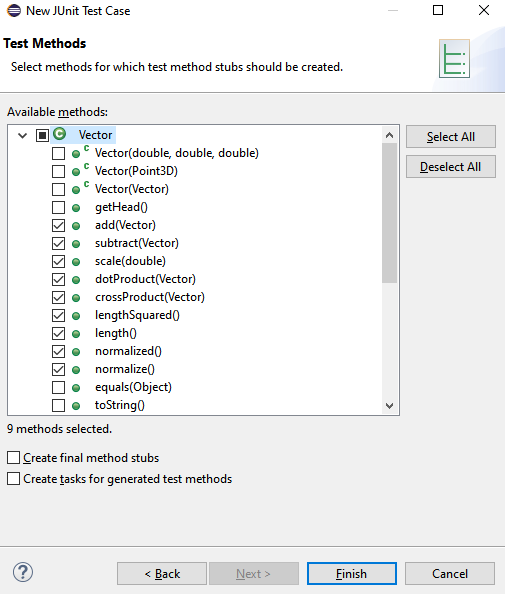 New JUnit Test Case
Test Methods
Select methods for which test method stubs should be created.
Available methods:
C Vector
C Vector(double, double, double)
C Vector(Point3D)
C Vector(Vector)
getHead()
add(Vector)
subtract(Vector)
scale(double)
dotProduct(Vector)
crossProduct(Vector)
lengthSquared()
length()
normalized()
normalize()
equals(Object)
toString()
Select All
Deselect All
9 methods selected.
Create final method stubs
Create tasks for generated test methods
? < Back Next > Finish Cancel